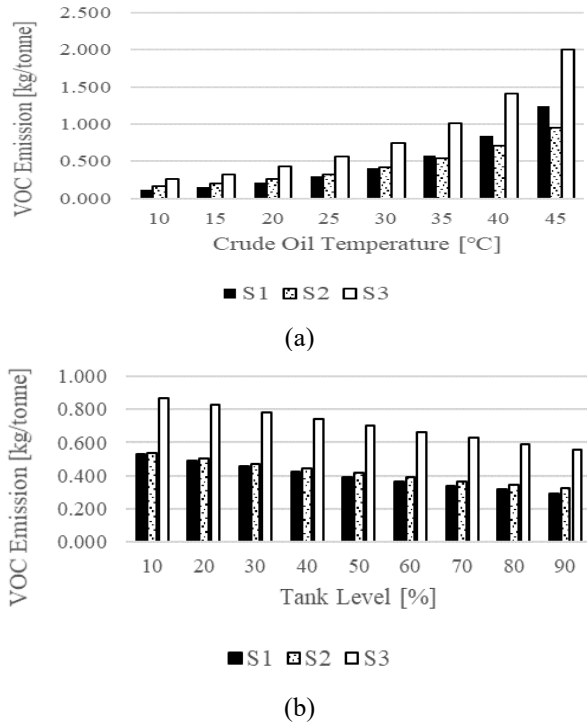 VOC Emission [kg/tonne]
2.500
2.000
1.500
1.000
0.500
0.000
10 15 20 25 30 35 40 45
Crude Oil Temperature [°C]
S1 S2 S3
(a)
VOC Emission [kg/tonne]
1.000
0.800
0.600
0.400
0.200
0.000
10 20 30 40 50 60 70 80 90
Tank Level [%]
S1 S2 S3
(b)